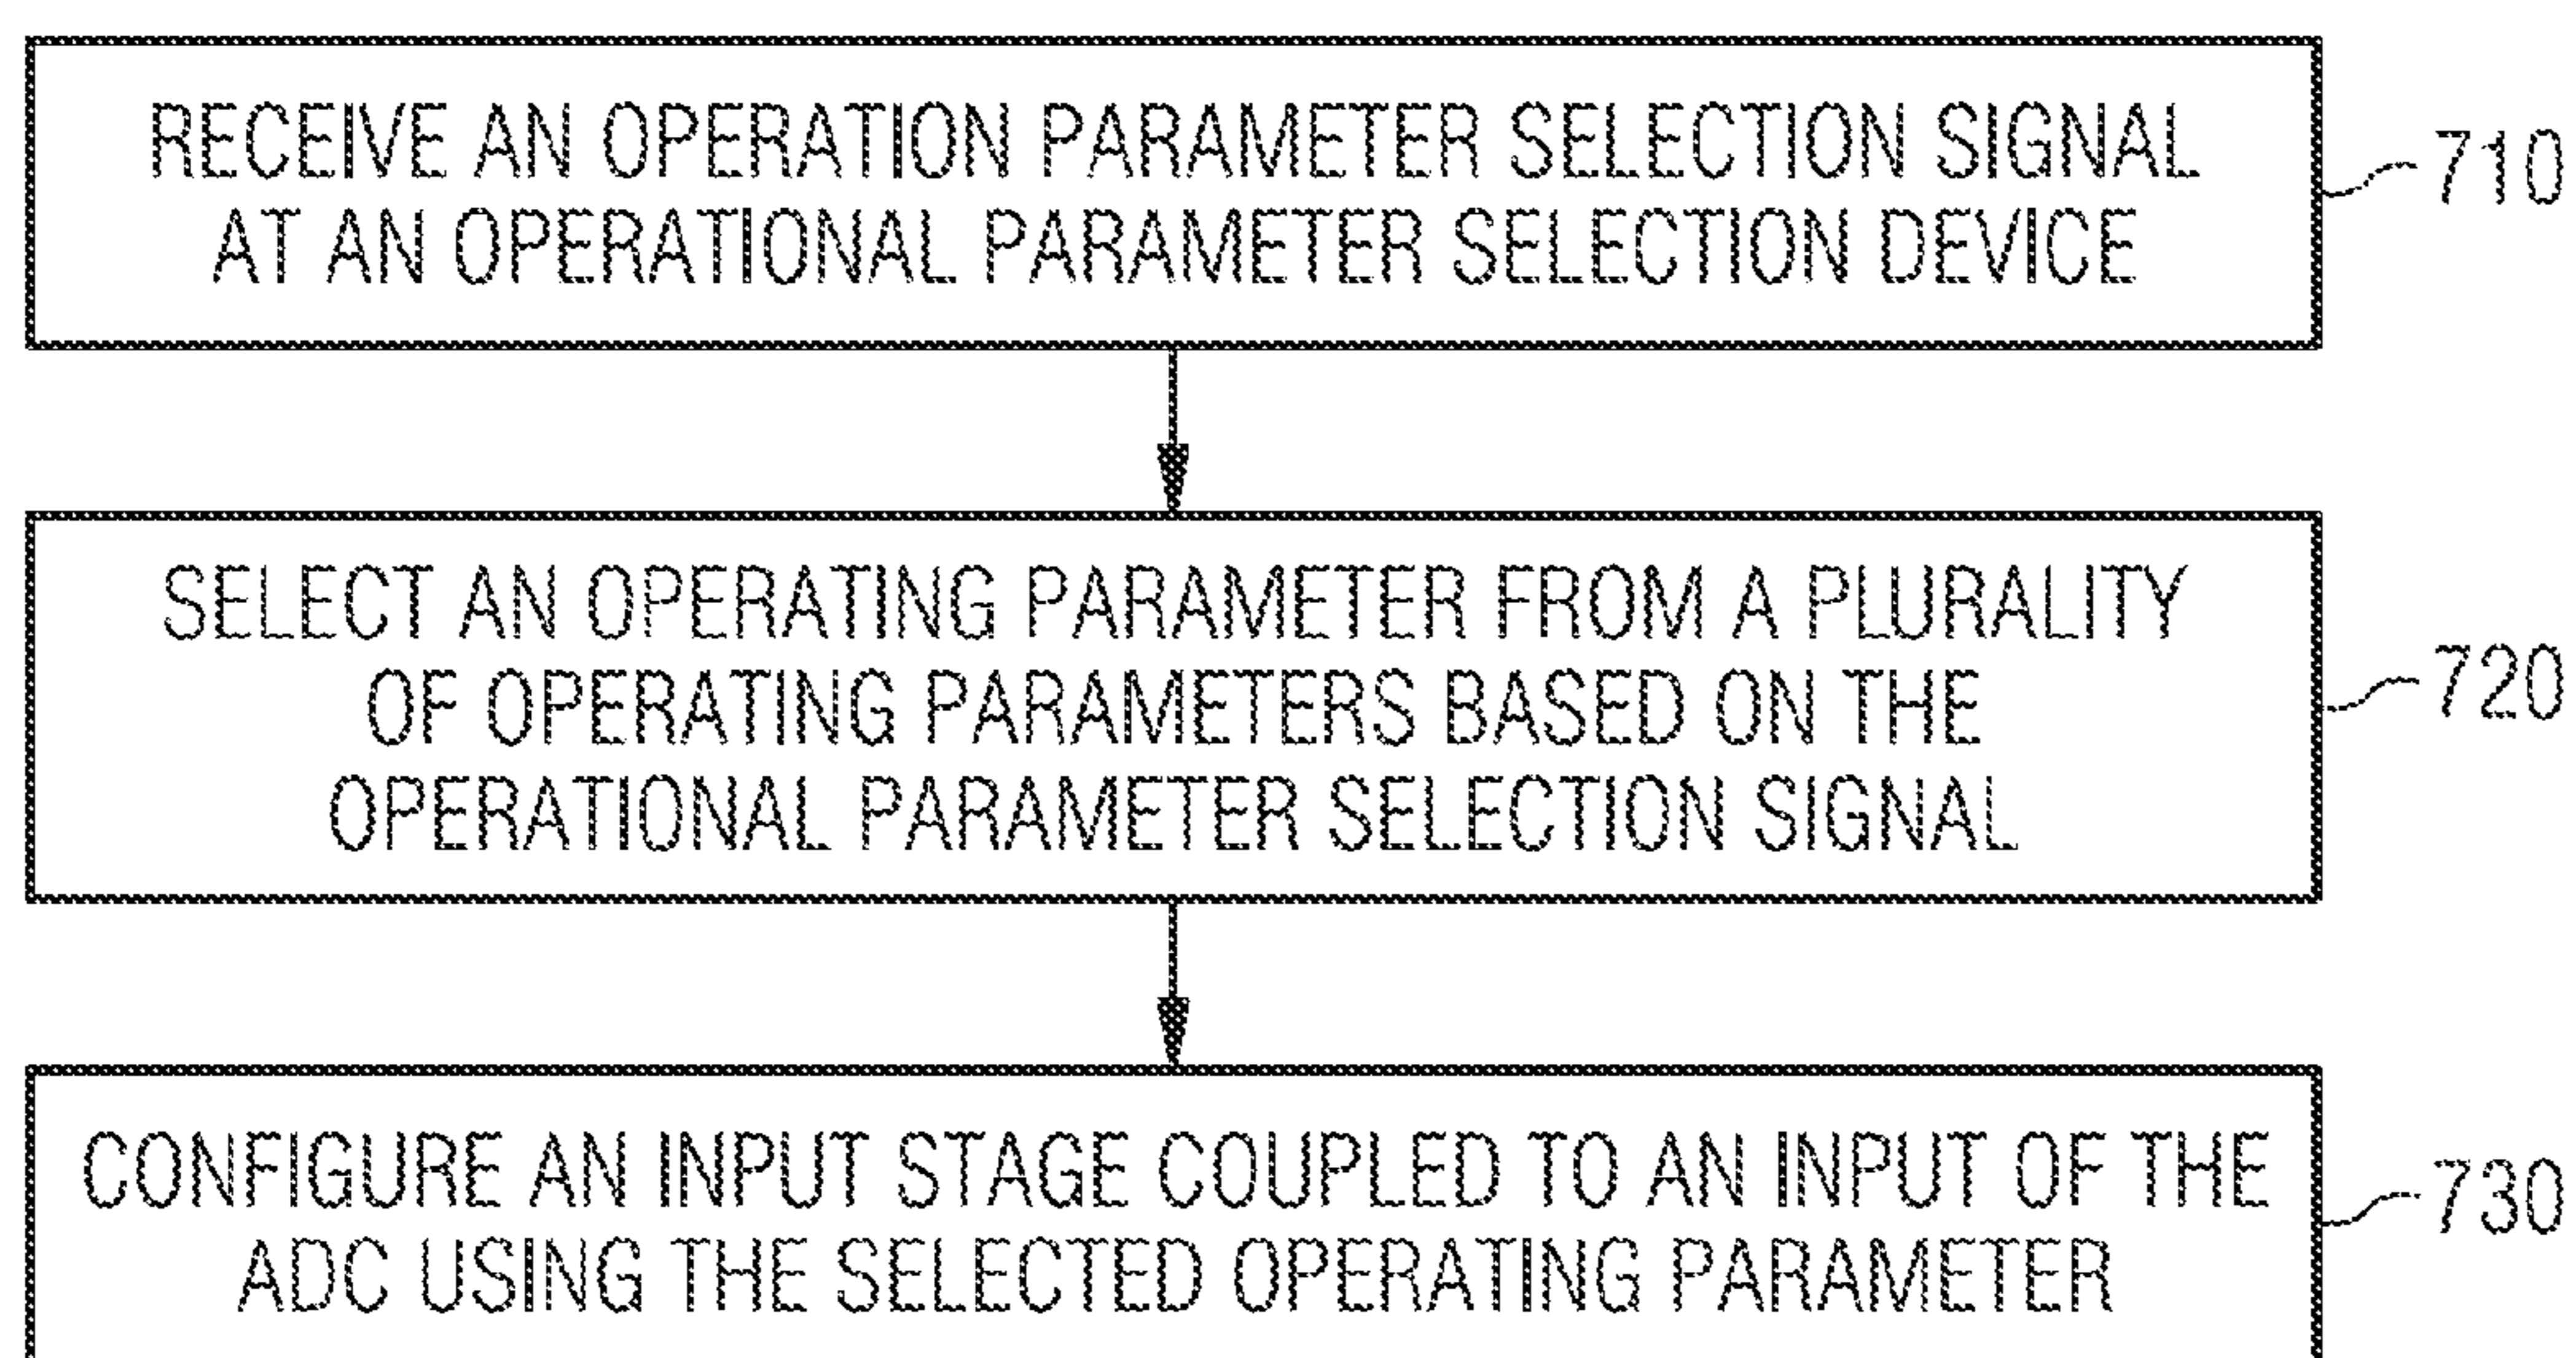 RECEIVE AN OPERATION PARAMETER SELECTION SIGNAL
AT AN OPERATIONAL PARAMETER SELECTION DEVICE
710
SELECT AN OPERATING PARAMETER FROM A PLURALITY
OF OPERATING PARAMETERS BASED ON THE
OPERATIONAL PARAMETER SELECTION SIGNAL
720
CONFIGURE AN INPUT STAGE COUPLED TO AN INPUT OF THE
ADC USING THE SELECTED OPERATING PARAMETER
730